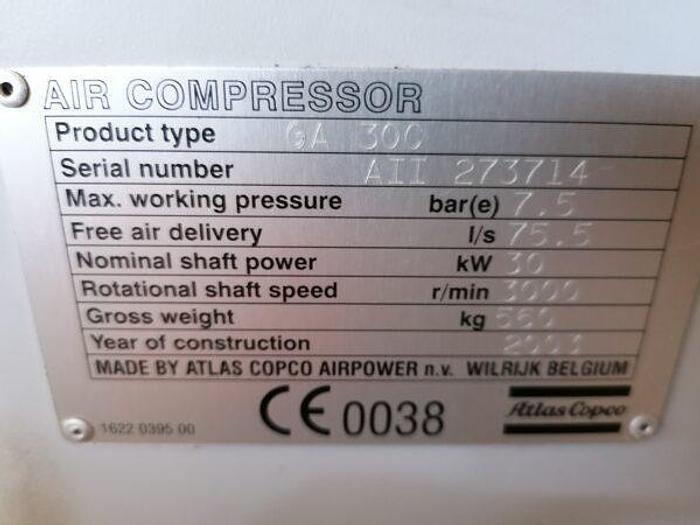 AIR COMPRESSOR
Product type GA 30C
Serial number AII 273714
Max. working pressure bar(e) 7.5
Free air delivery l/s 75.5
Nominal shaft power kW 30
Rotational shaft speed r/min 3000
Gross weight kg
Year of construction
MADE BY ATLAS COPCO AIRPOWER n.v. WILRIJK BELGIUM
CE 0038 Atlas Copco
1622 0395 00